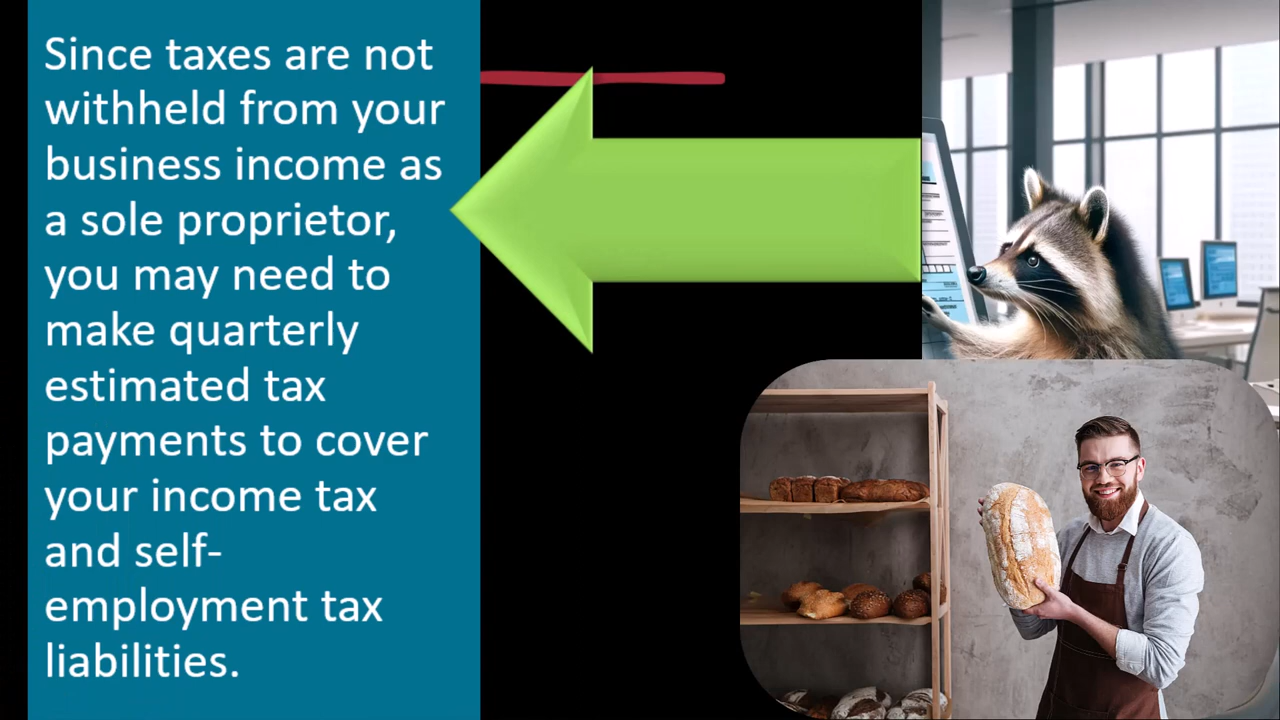 Since taxes are not
withheld from your
business income as
a sole proprietor,
you may need to
make quarterly
estimated tax
payments to cover
your income tax
and self-
employment tax
liabilities.